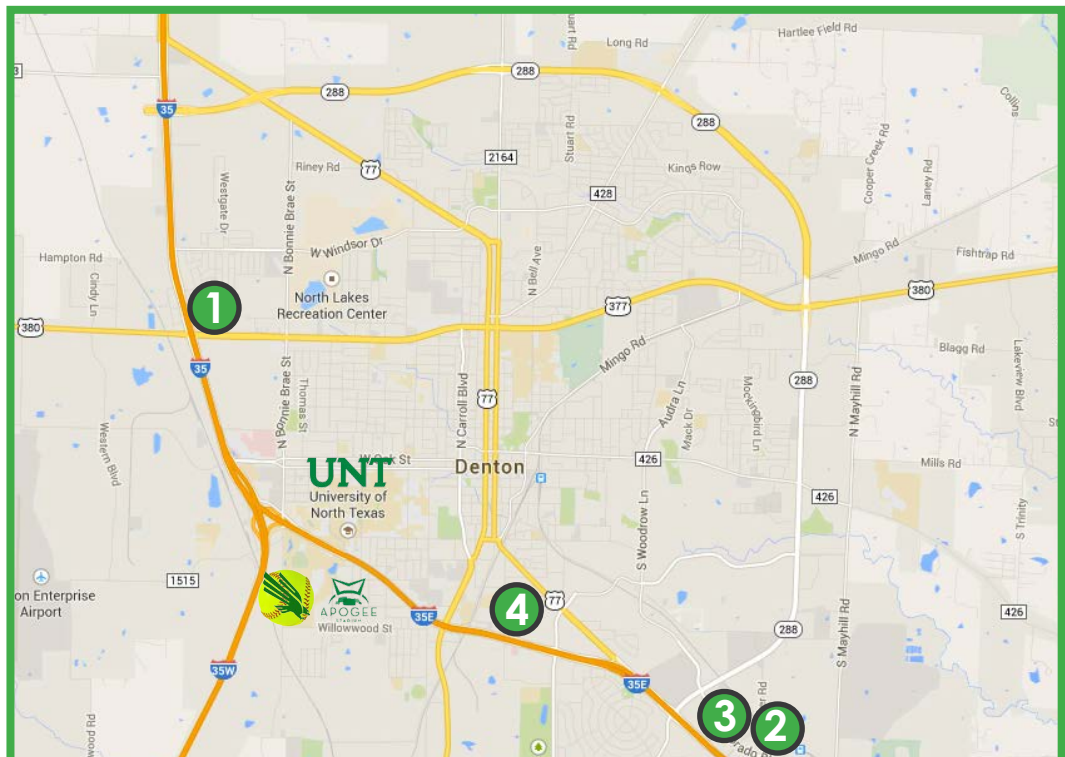 Hartlee Field Rd
Long Rd
Stuart Rd
288
288
288
35
77
2164
Riney Rd
Westgate Dr
N Bonnie Brae St
Kings Row
428
Cooper Creek Rd
Laney Rd
Collins
W Windsor Dr
Hampton Rd
Cindy Ln
N Bell Ave
Mingo Rd
Fishtrap Rd
North Lakes
Recreation Center
1
380
377
380
Mingo Rd
Blagg Rd
Lakeview Blvd
35
N Bonnie Brae St
Thomas St
N Carroll Blvd
77
Audra Ln
Mack Dr
Mockingbird Ln
288
N Mayhill Rd
Western Blvd
W Oak St
UNT
University of
North Texas
Denton
426
Mills Rd
426
S Trinity
S Woodrow Ln
1515
on Enterprise
Airport
APOGEE
STADIUM
Willowwood St
35E
4
77
426
288
S Mayhill Rd
35W
35E
3
2